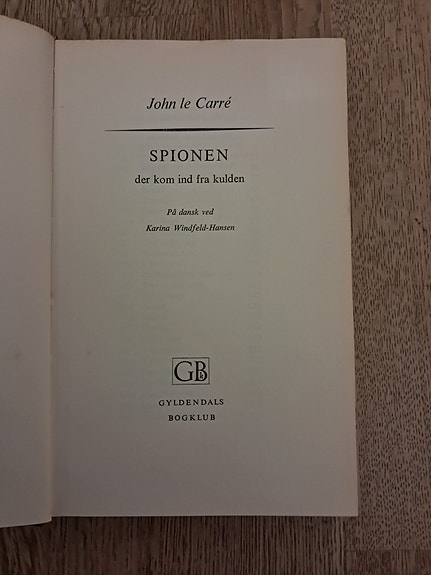 John le Carré
SPIONEN
der kom ind fra kulden
På dansk ved
Karina Windfeld-Hansen
GB
GYLDENDALS
BOGKLUB